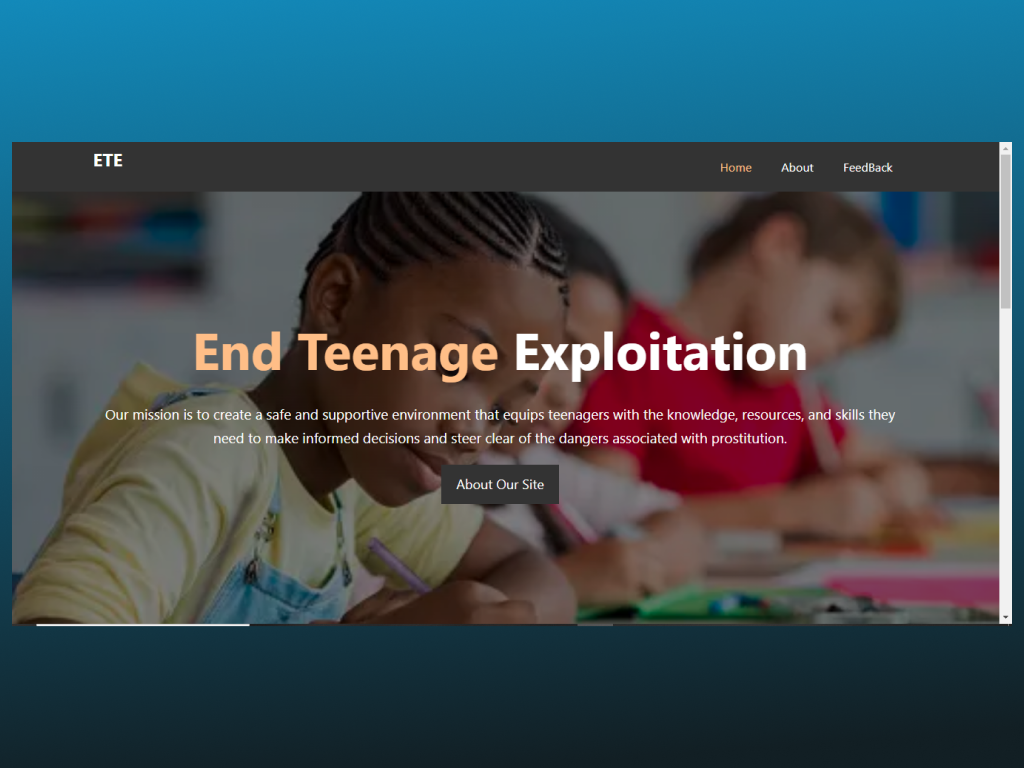 ETE
Home About FeedBack
End Teenage Exploitation
Our mission is to create a safe and supportive environment that equips teenagers with the knowledge, resources, and skills they
need to make informed decisions and steer clear of the dangers associated with prostitution.
About Our Site